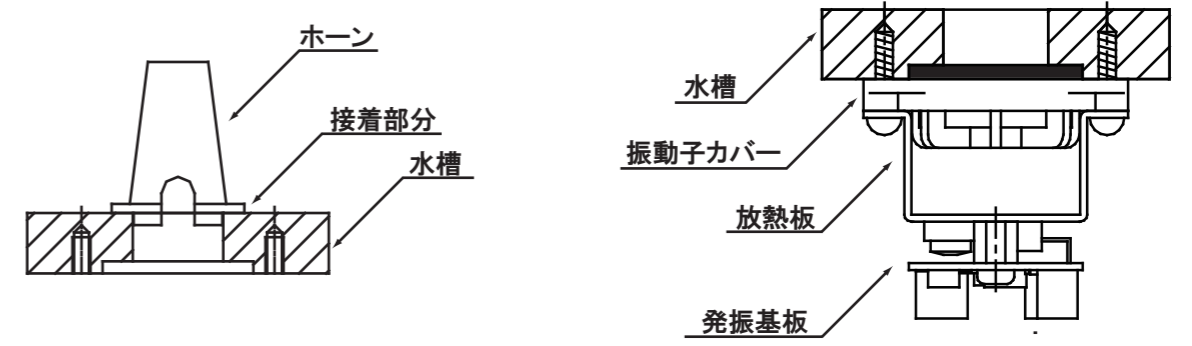 ホーン
接着部分
水槽
水槽
振動子カバー
放熱板
発振基板